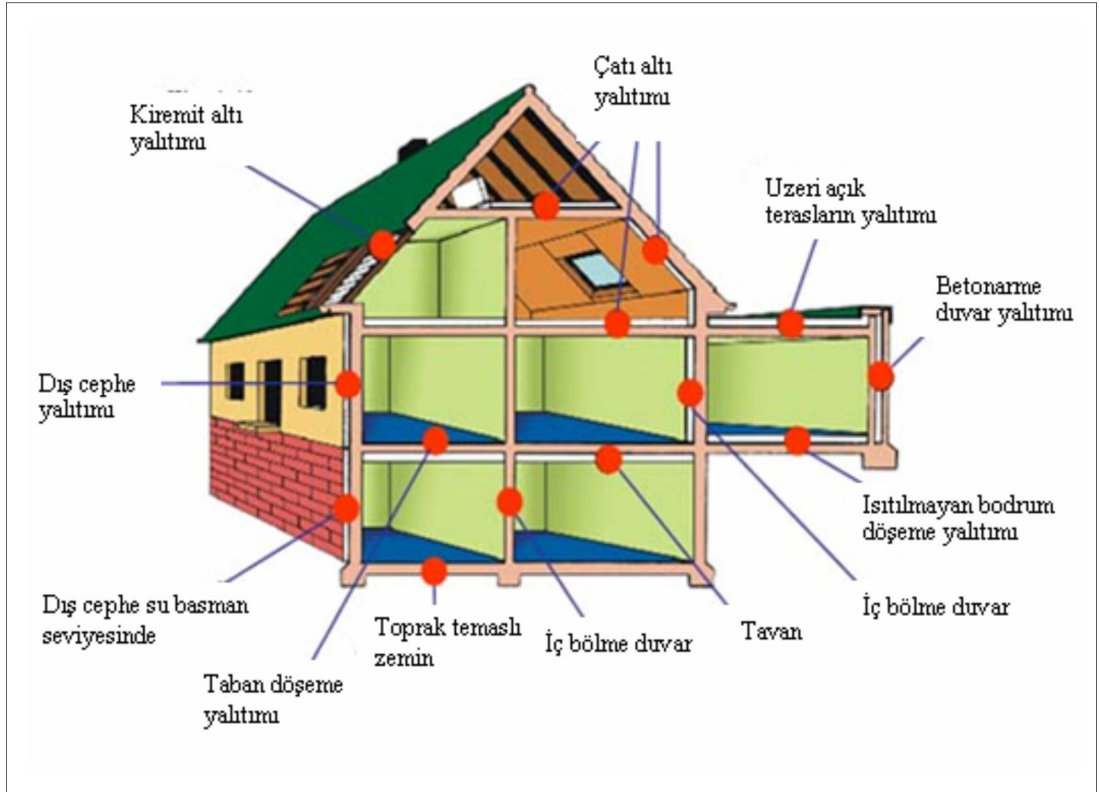 Çatı altı
yalıtımı
Kiremit altı
yalıtımı
Uzeri açık
terasların yalıtımı
Betonarme
duvar yalıtımı
Dış cephe
yalıtımı
Isıtılmayan bodrum
döşeme yalıtımı
Dış cephe su basman
seviyesinde
Toprak temaslı
zemin
İç bölme duvar
Tavan
İç bölme duvar
Taban döşeme
yalıtımı